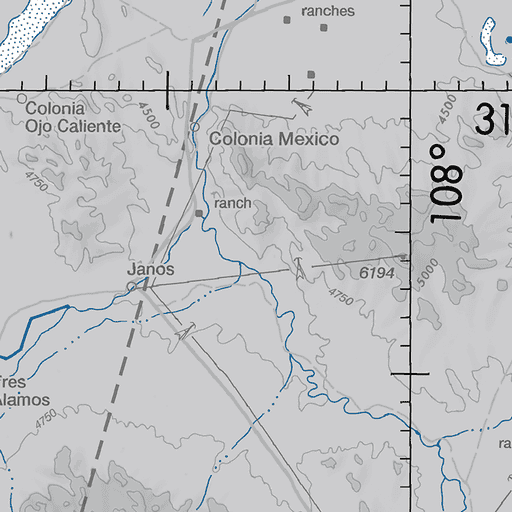 ranches
Colonia
Ojo Caliente
4500
4500
31
Colonia Mexico
4750
108°
ranch
Janos
6194
5000
4750
Tres
Alamos
4750
ra